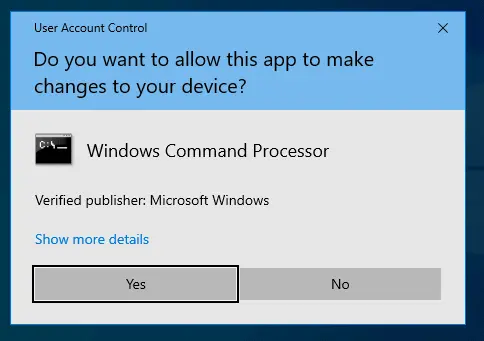 User Account Control
Do you want to allow this app to make
changes to your device?
C:\_
Windows Command Processor
Verified publisher: Microsoft Windows
Show more details
Yes
No